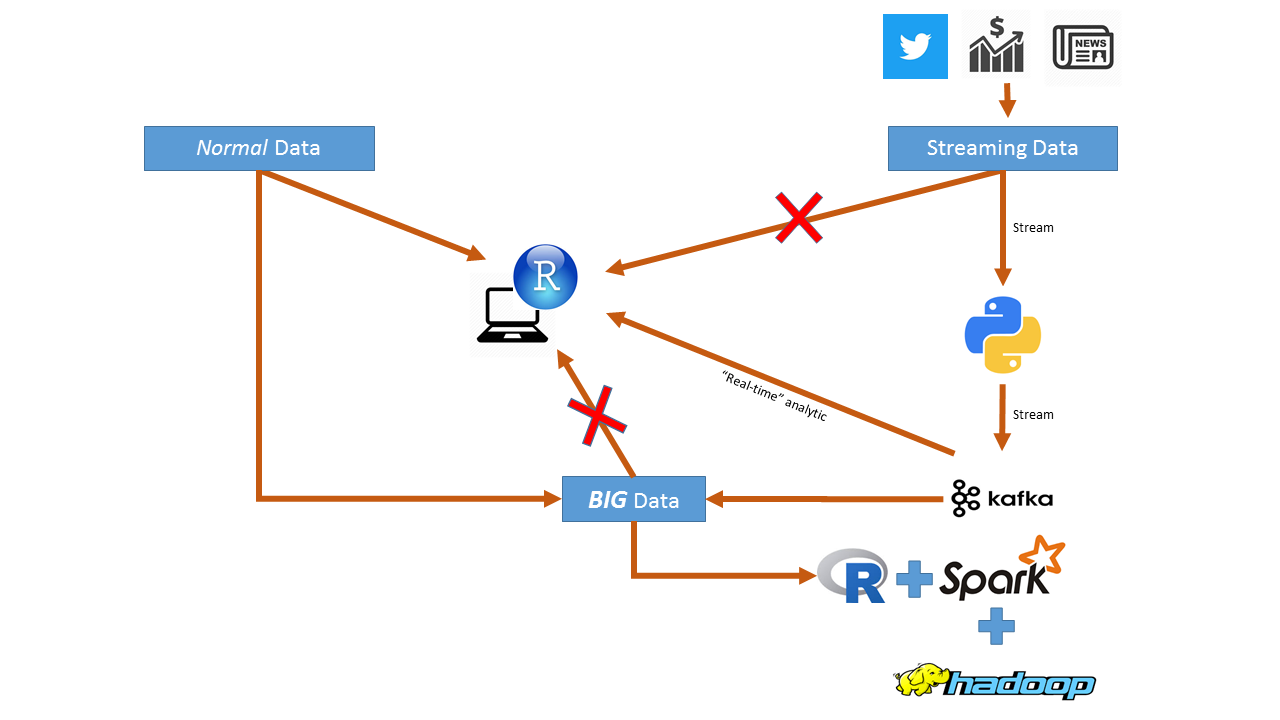 $
NEWS
Normal Data
Streaming Data
Stream
R
"Real-time" analytic
Stream
BIG Data
kafka
R
Spark
hadoop